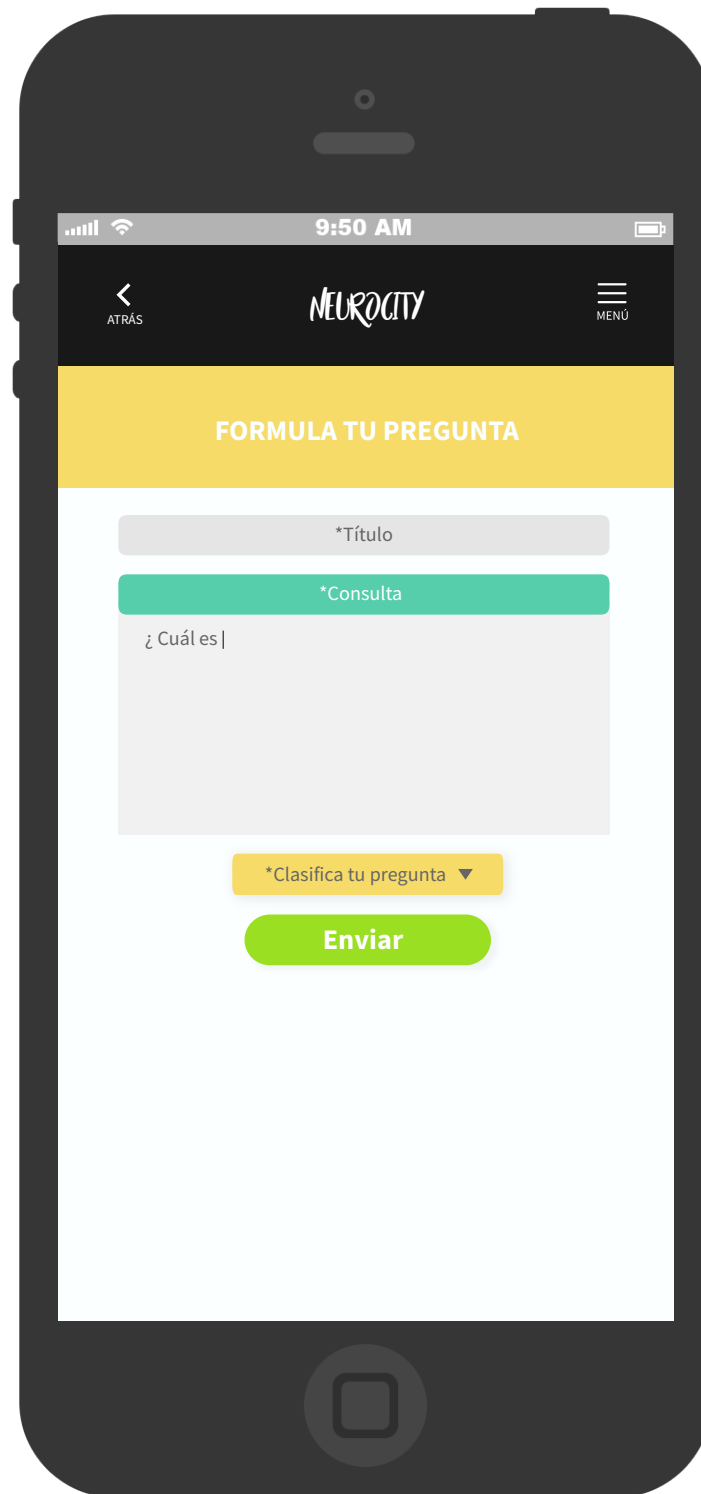 9:50 AM
ATRÁS
NEUROCITY
MENÚ
FORMULA TU PREGUNTA
*Título
*Consulta
¿ Cuál es
*Clasifica tu pregunta
Enviar